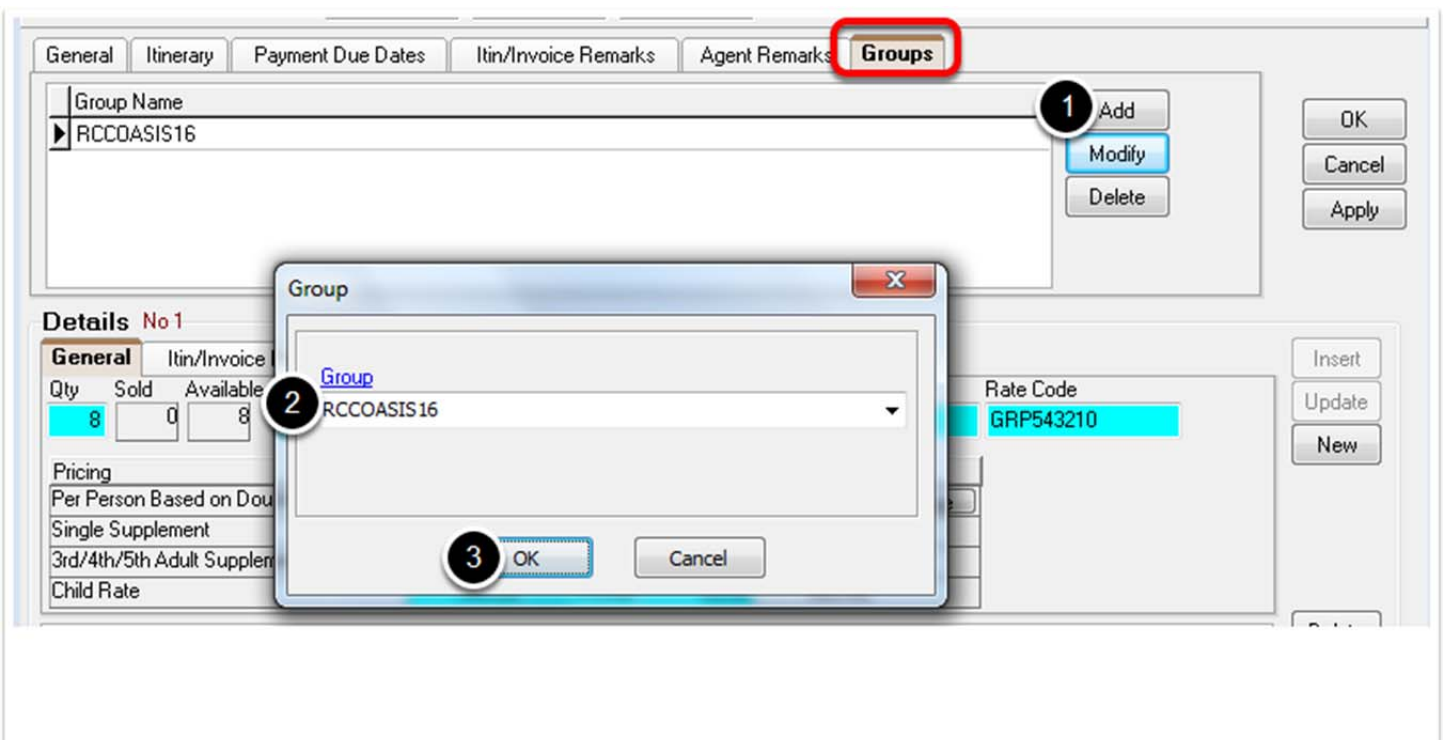 General Itinerary Payment Due Dates Itin/Invoice Remarks Agent Remarks Groups
Group Name
RCCOASIS16
1 Add
Modify
Delete
OK
Cancel
Apply
Group
Group
2 RCCOASIS16
3 OK Cancel
Details No 1
General Itin/Invoice
Qty Sold Available Rate Code
8 0 8 GRP543210
Pricing
Per Person Based on Dou
Single Supplement
3rd/4th/5th Adult Supplem
Child Rate
Insert
Update
New